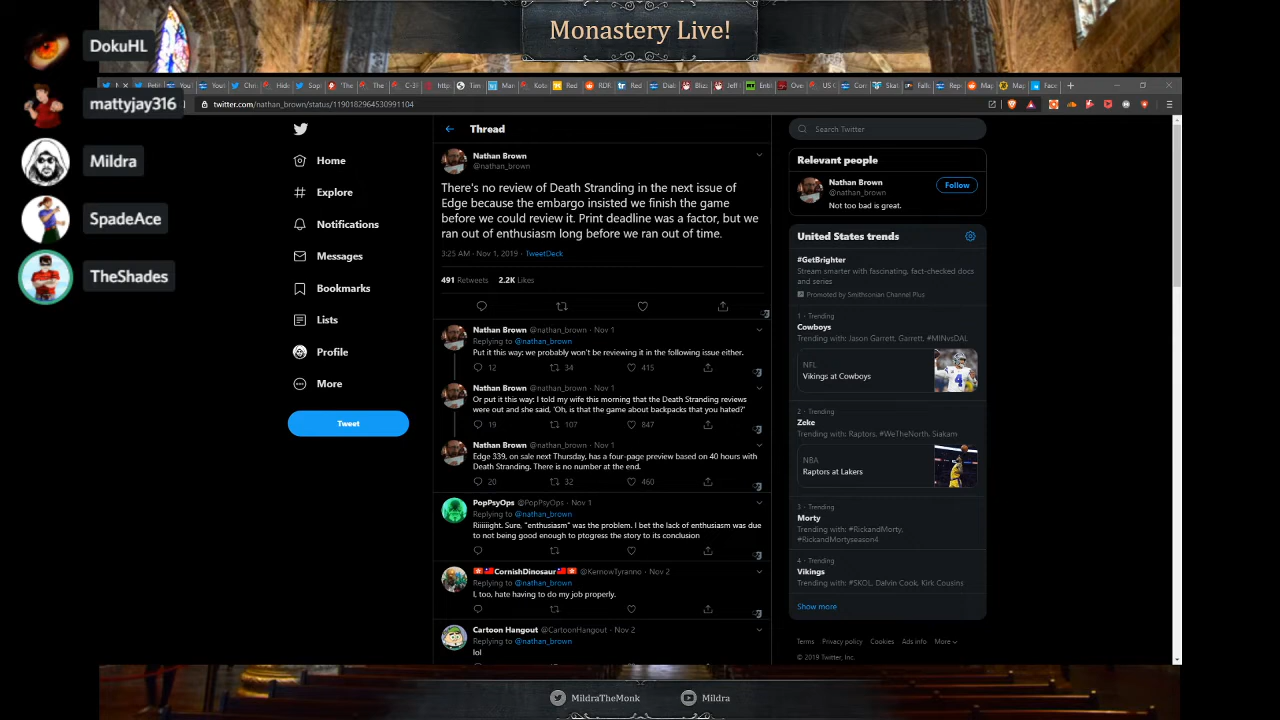 Monastery Live!
DokuHL
mattyjay316
Mildra
SpadeAce
TheShades
twitter.com/nathan_brown/status/1190182964530991104
Home
Explore
Notifications
Messages
Bookmarks
Lists
Profile
More
Tweet
Thread
Nathan Brown
@nathan_brown
There's no review of Death Stranding in the next issue of
Edge because the embargo insisted we finish the game
before we could review it. Print deadline was a factor, but we
ran out of enthusiasm long before we ran out of time.
3:25 AM · Nov 1, 2019 · TweetDeck
491 Retweets 2.2K Likes
Nathan Brown @nathan_brown · Nov 1
Replying to @nathan_brown
Put it this way: we probably won't be reviewing it in the following issue either.
12 34 415
Nathan Brown @nathan_brown · Nov 1
Or put it this way: I told my wife this morning that the Death Stranding reviews
were out and she said, 'Oh, is that the game about backpacks that you hated?'
19 107 847
Nathan Brown @nathan_brown · Nov 1
Edge 339, on sale next Thursday, has a four-page preview based on 40 hours with
Death Stranding. There is no number at the end.
20 32 460
PopPsyOps @PopPsyOps · Nov 1
Replying to @nathan_brown
Riiiiiight. Sure, "enthusiasm" was the problem. I bet the lack of enthusiasm was due
to not being good enough to ptogress the story to its conclusion
CornishDinosaur @KernowTyranno · Nov 2
Replying to @nathan_brown
I, too, hate having to do my job properly.
Cartoon Hangout @CartoonHangout · Nov 2
Replying to @nathan_brown
lol
Search Twitter
Relevant people
Nathan Brown
@nathan_brown
Follow
Not too bad is great.
United States trends
#GetBrighter
Stream smarter with fascinating, fact-checked docs
and series
Promoted by Smithsonian Channel Plus
1 · Trending
Cowboys
Trending with: Jason Garrett, Garrett, #MINvsDAL
NFL
Vikings at Cowboys
2 · Trending
Zeke
Trending with: Raptors, #WeTheNorth, Siakam
NBA
Raptors at Lakers
3 · Trending
Morty
Trending with: #RickandMorty,
#RickandMortyseason4
4 · Trending
Vikings
Trending with: #SKOL, Dalvin Cook, Kirk Cousins
Show more
Terms Privacy policy Cookies Ads info More
© 2019 Twitter, Inc.
MildraTheMonk
Mildra